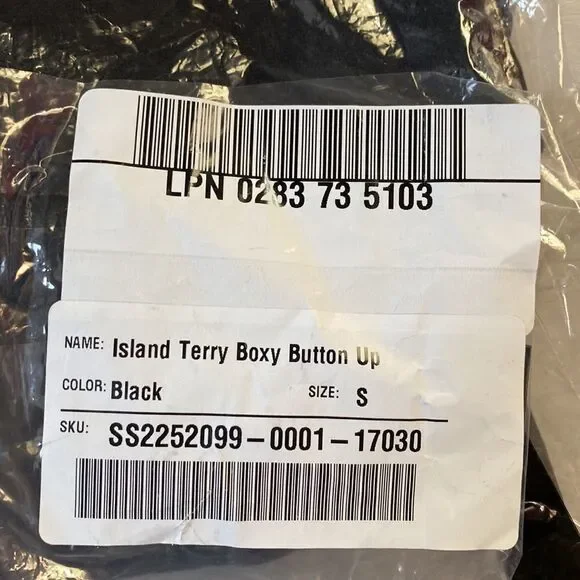 LPN 0283 73 5103
NAME: Island Terry Boxy Button Up
COLOR: Black SIZE: S
SKU: SS2252099-0001-17030